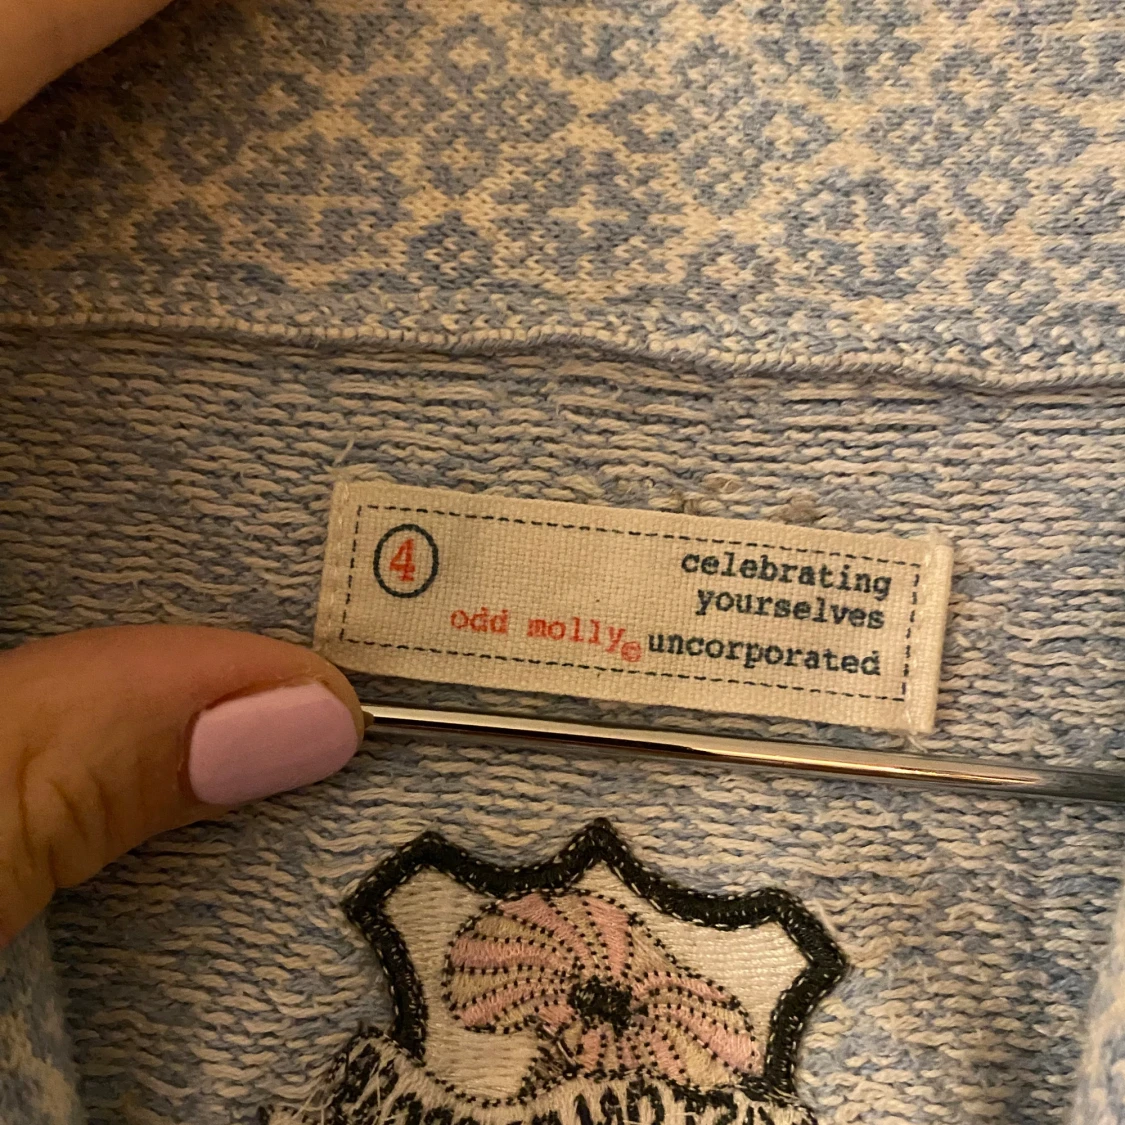 4
celebrating
yourselves
odd molly© uncorporated